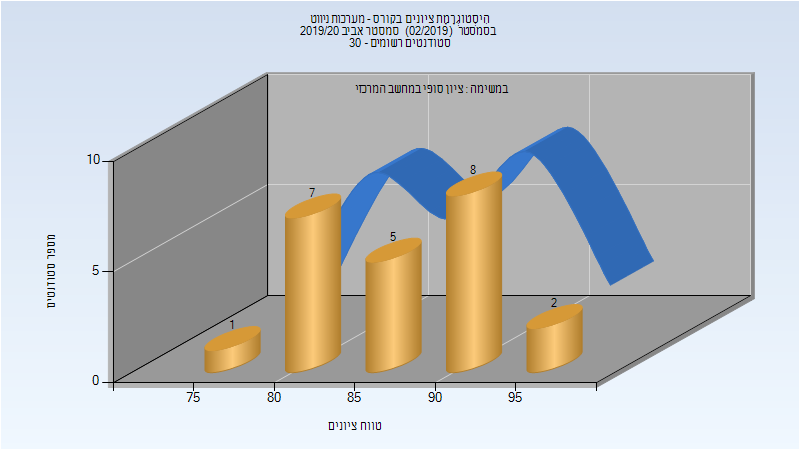 היסטוגרמת ציונים בקורס - מערכות ניווט
בסמסטר (02/2019) סמסטר אביב 2019/20
סטודנטים רשומים - 30
במשימה : ציון סופי במחשב המרכזי
10
5
0
מספר סטודנטים
1
7
5
8
2
75
80
85
90
95
טווח ציונים